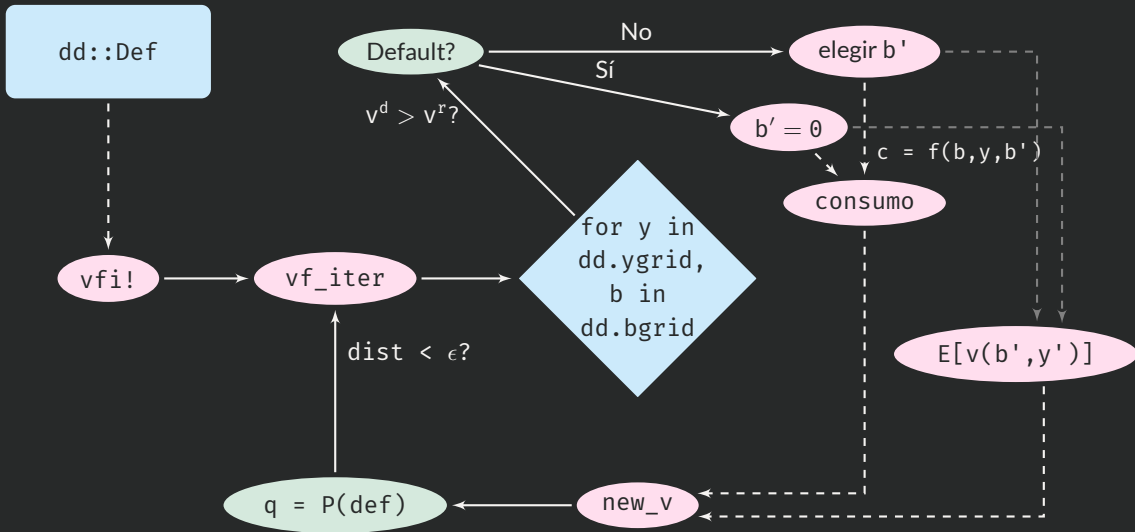 dd::Def
Default?
No
Sí
elegir b'
v^d > v^r?
b′ = 0
c = f(b,y,b')
consumo
for y in
dd.ygrid,
b in
dd.bgrid
vfi!
vf_iter
dist < ϵ?
E[v(b',y')]
q = P(def)
new_v